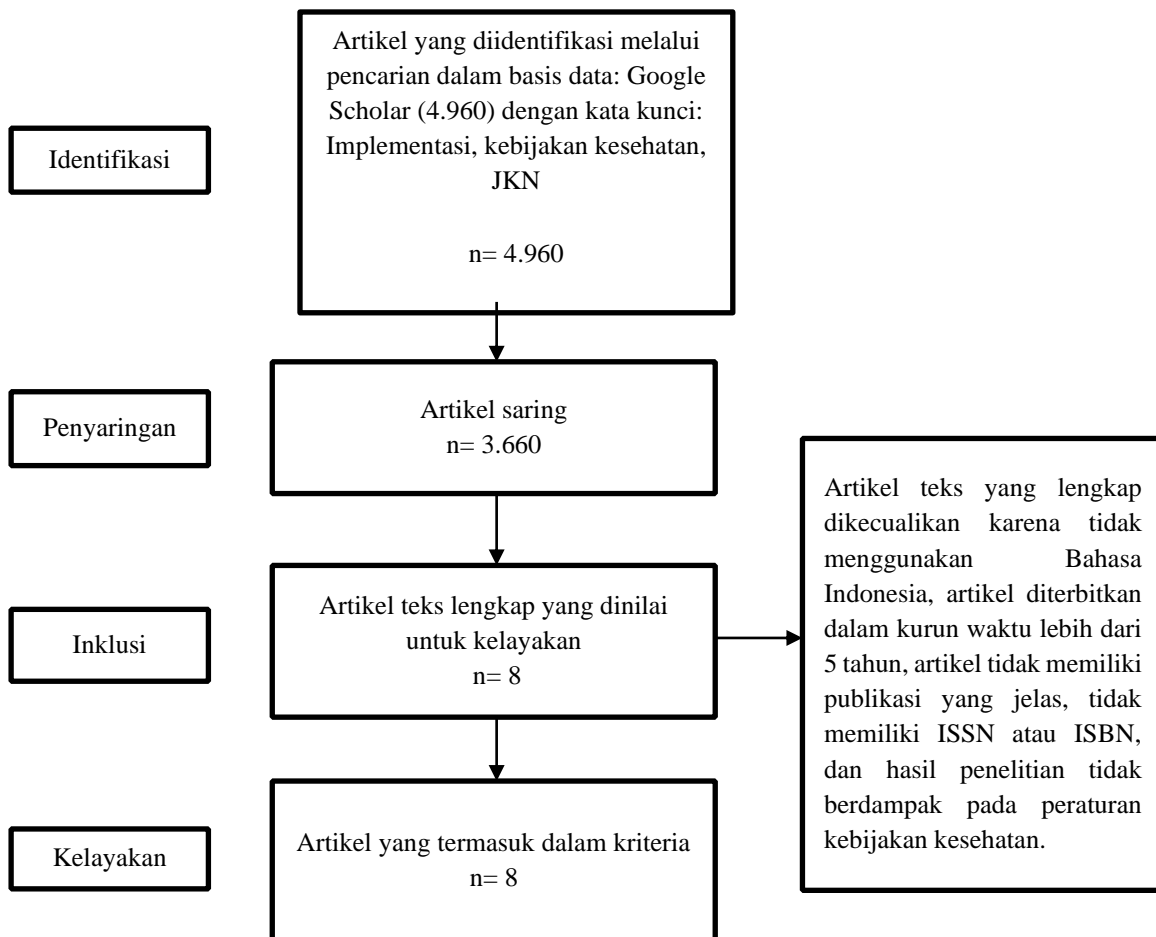 Identifikasi
Artikel yang diidentifikasi melalui
pencarian dalam basis data: Google
Scholar (4.960) dengan kata kunci:
Implementasi, kebijakan kesehatan,
JKN
n= 4.960
Penyaringan
Artikel saring
n= 3.660
Inklusi
Artikel teks lengkap yang dinilai
untuk kelayakan
n= 8
Artikel teks yang lengkap
dikecualikan karena tidak
menggunakan Bahasa
Indonesia, artikel diterbitkan
dalam kurun waktu lebih dari
5 tahun, artikel tidak memiliki
publikasi yang jelas, tidak
memiliki ISSN atau ISBN,
dan hasil penelitian tidak
berdampak pada peraturan
kebijakan kesehatan.
Kelayakan
Artikel yang termasuk dalam kriteria
n= 8